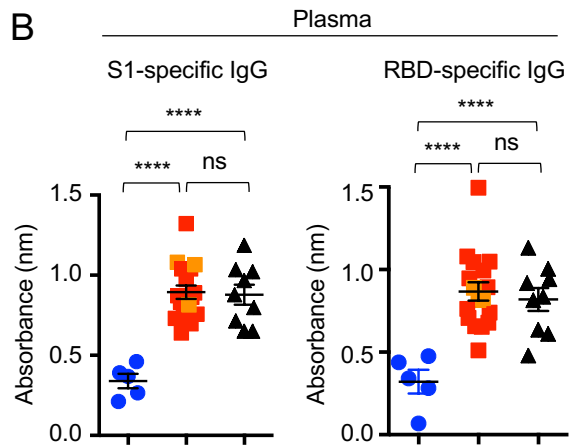 B
Plasma
S1-specific IgG
RBD-specific IgG
****
****
ns
****
****
ns
Absorbance (nm)
1.5
1.0
0.5
0.0
Absorbance (nm)
1.5
1.0
0.5
0.0